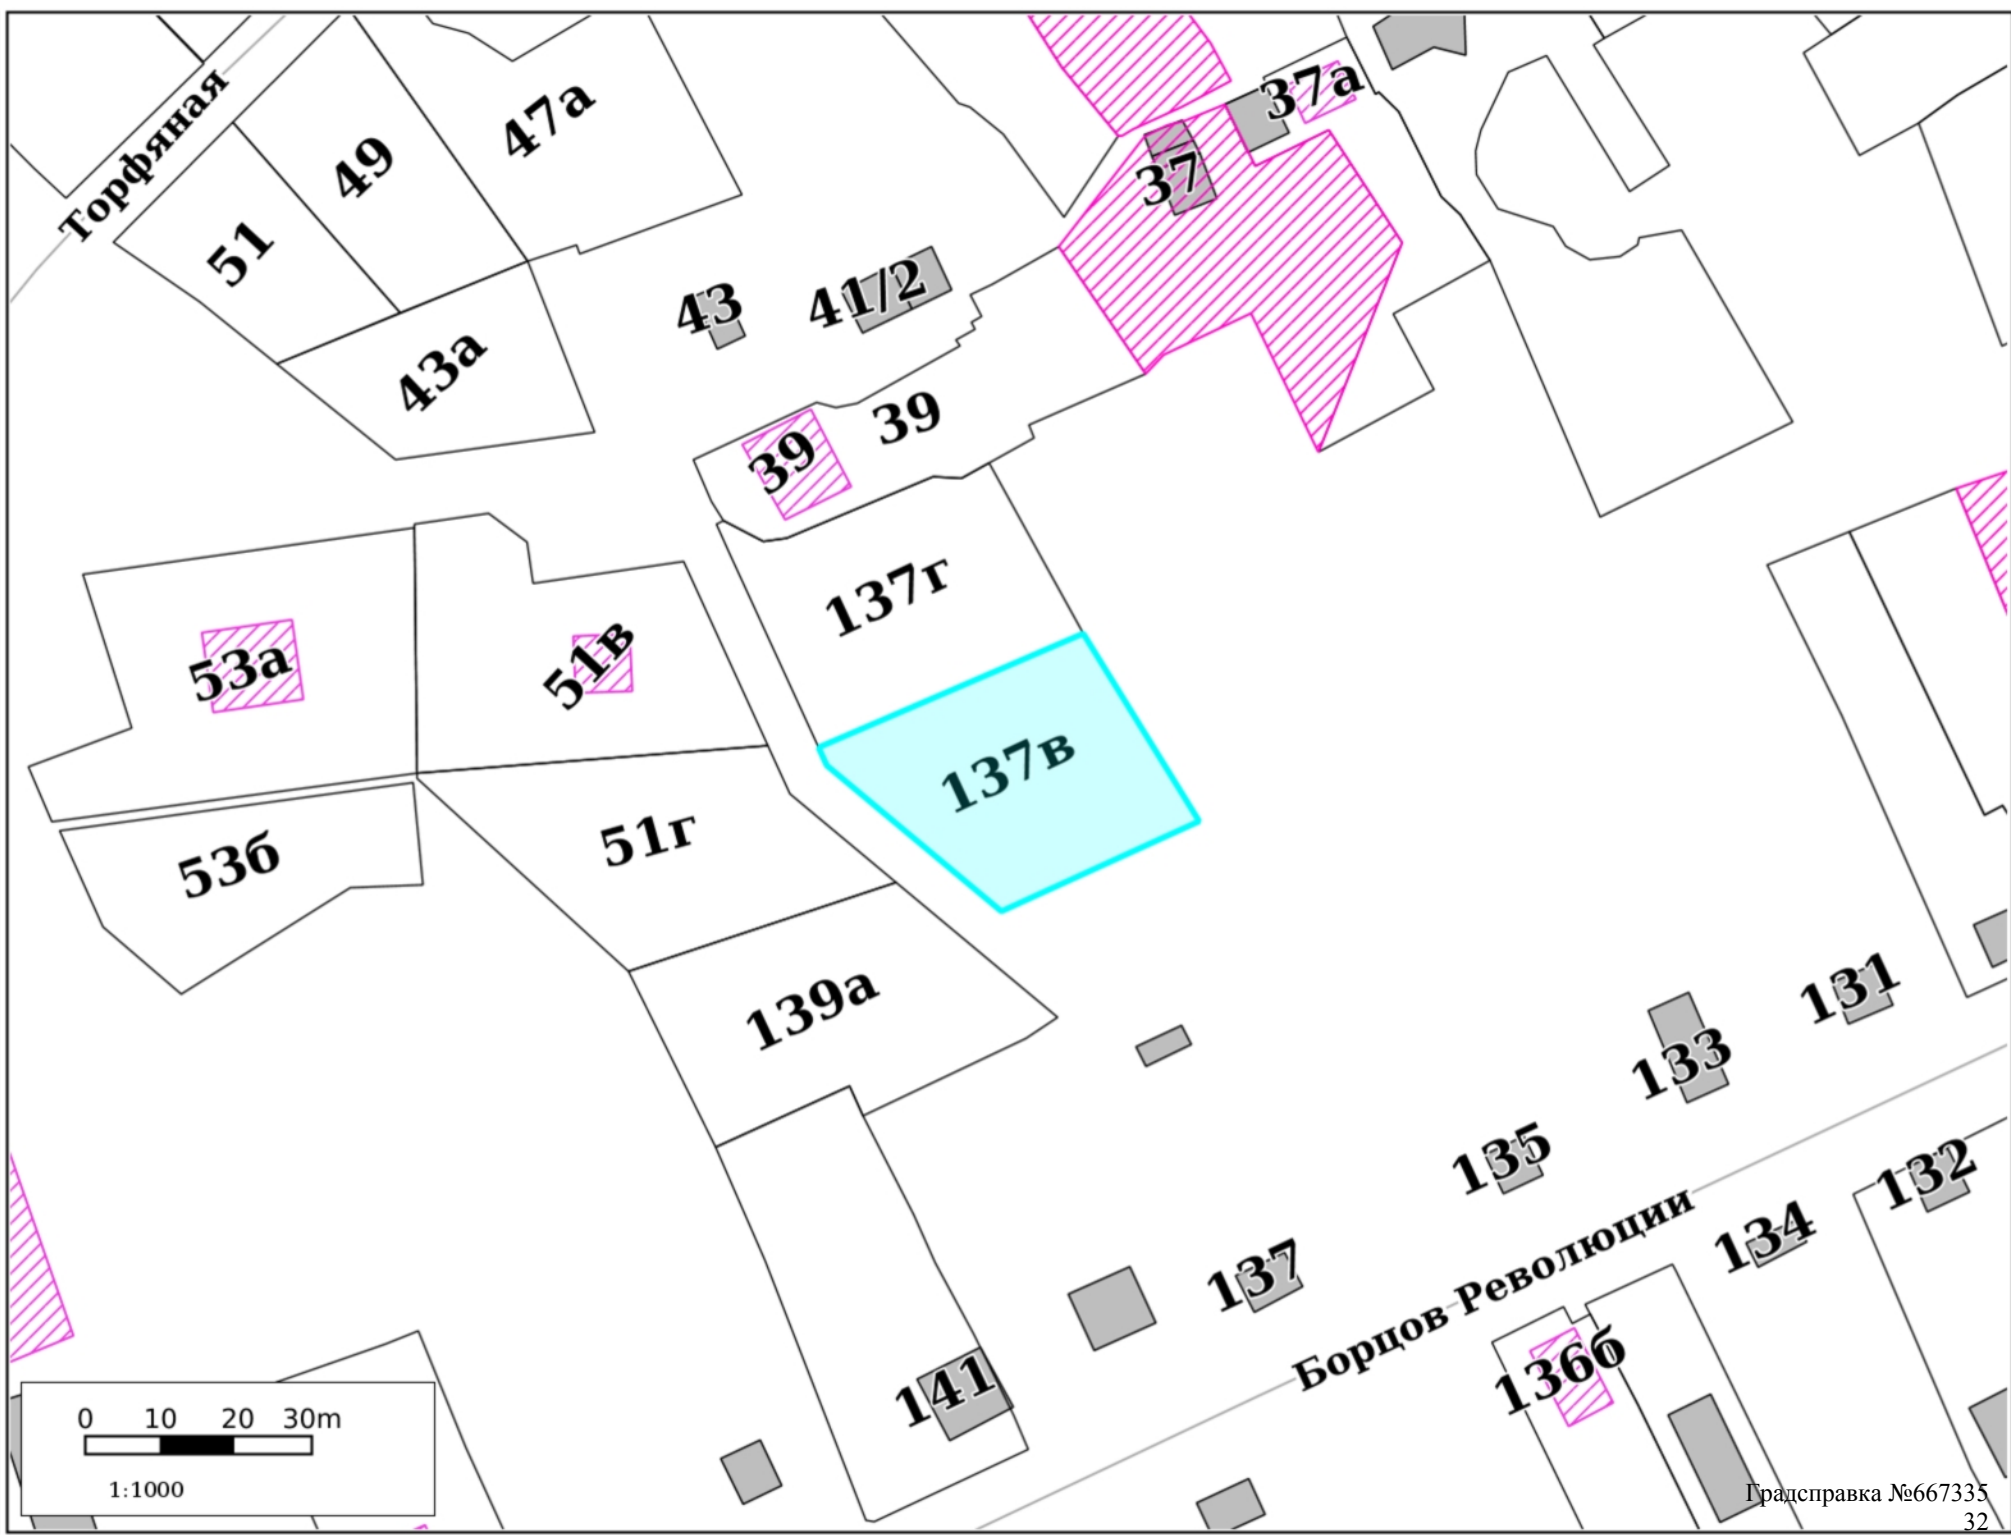 37а
47а
Торфяная
49
37
51
43
41/2
43а
39
39
137г
53а
51в
137в
51г
53б
139а
131
133
135
132
134
137
Борцов Революции
136б
141
0 10 20 30m
1:1000
Градсправка №667335
32